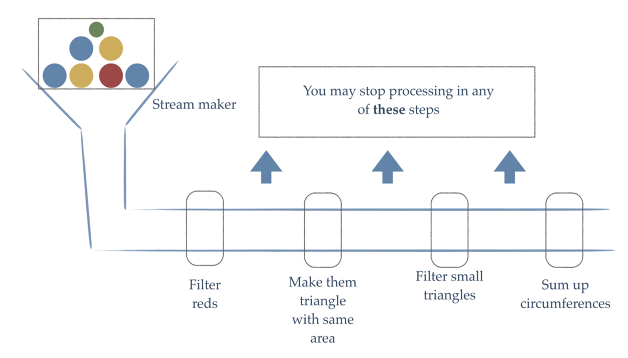 Stream maker
You may stop processing in any
of these steps
Filter
reds
Make them
triangle
with same
area
Filter small
triangles
Sum up
circumferences